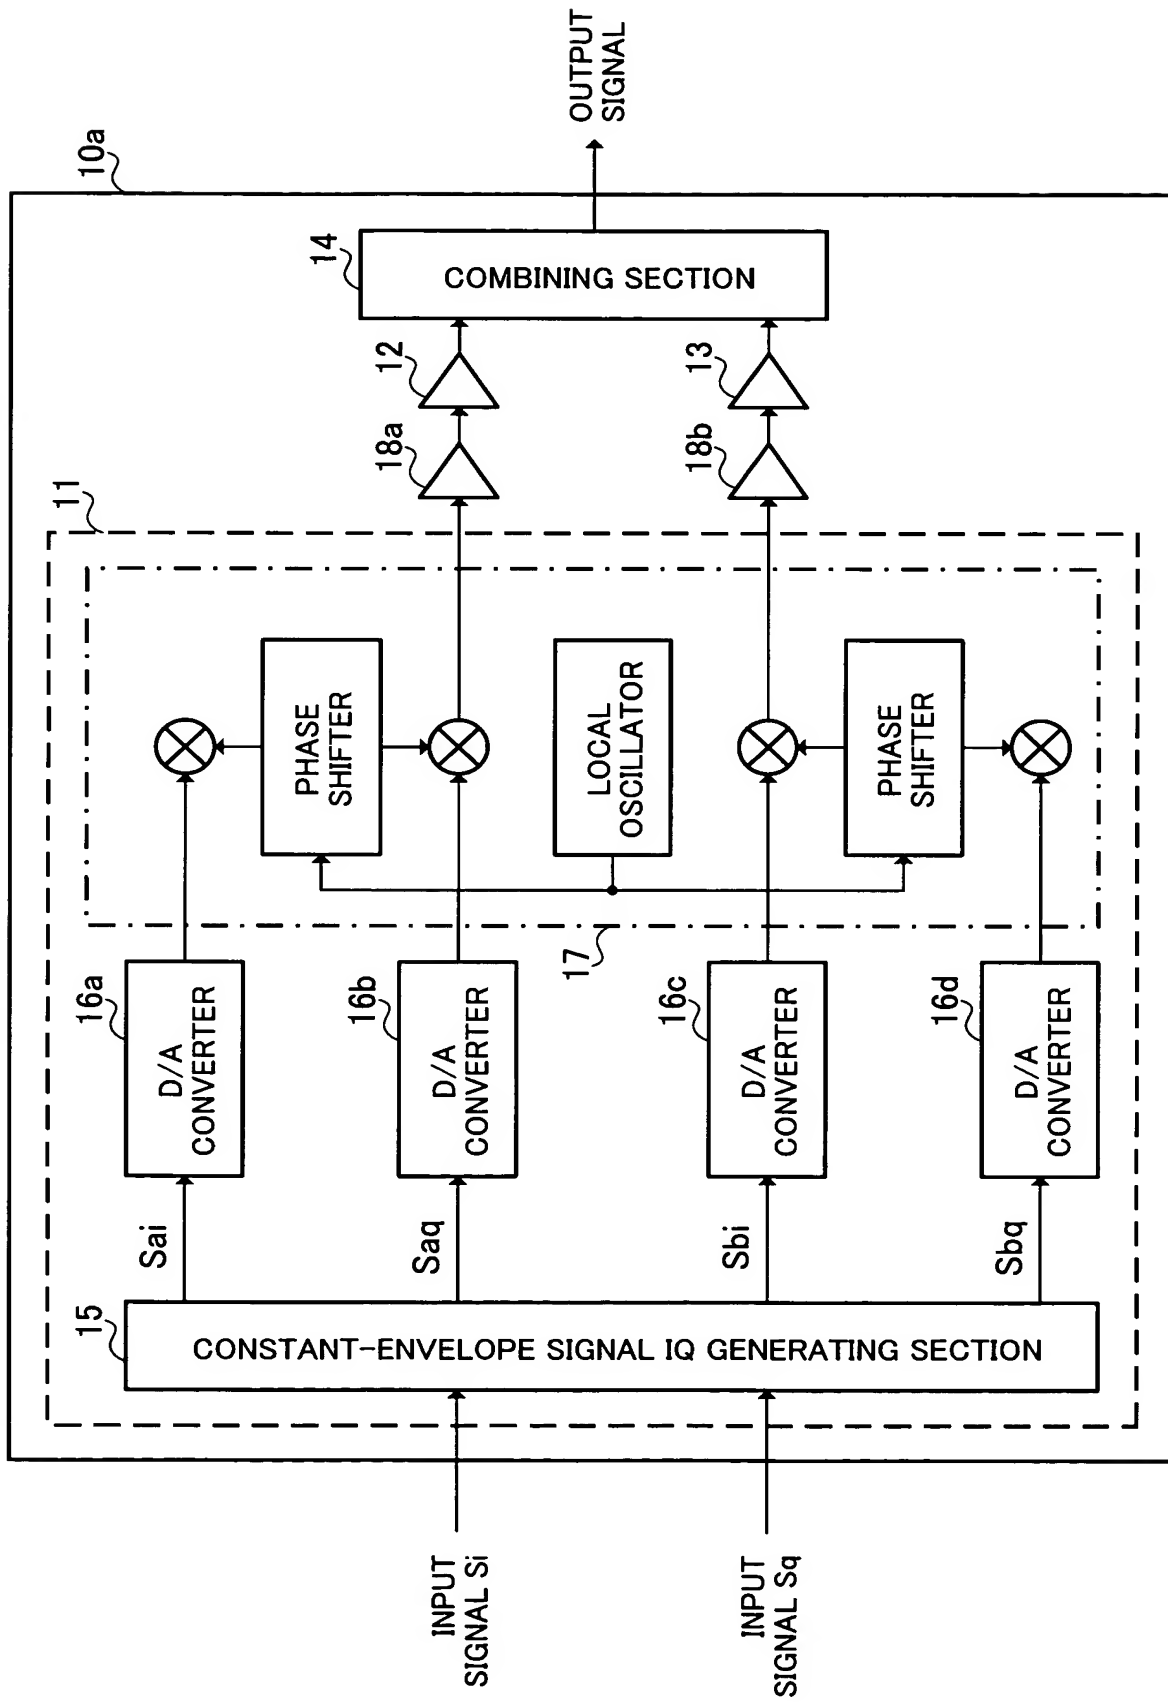 10a
11
INPUT
SIGNAL Si
INPUT
SIGNAL Sq
15
CONSTANT-ENVELOPE SIGNAL IQ GENERATING SECTION
Sai
Saq
Sbi
Sbq
16a
D/A
CONVERTER
16b
D/A
CONVERTER
16c
D/A
CONVERTER
16d
D/A
CONVERTER
17
PHASE
SHIFTER
LOCAL
OSCILLATOR
PHASE
SHIFTER
18a
12
18b
13
14
COMBINING SECTION
OUTPUT
SIGNAL